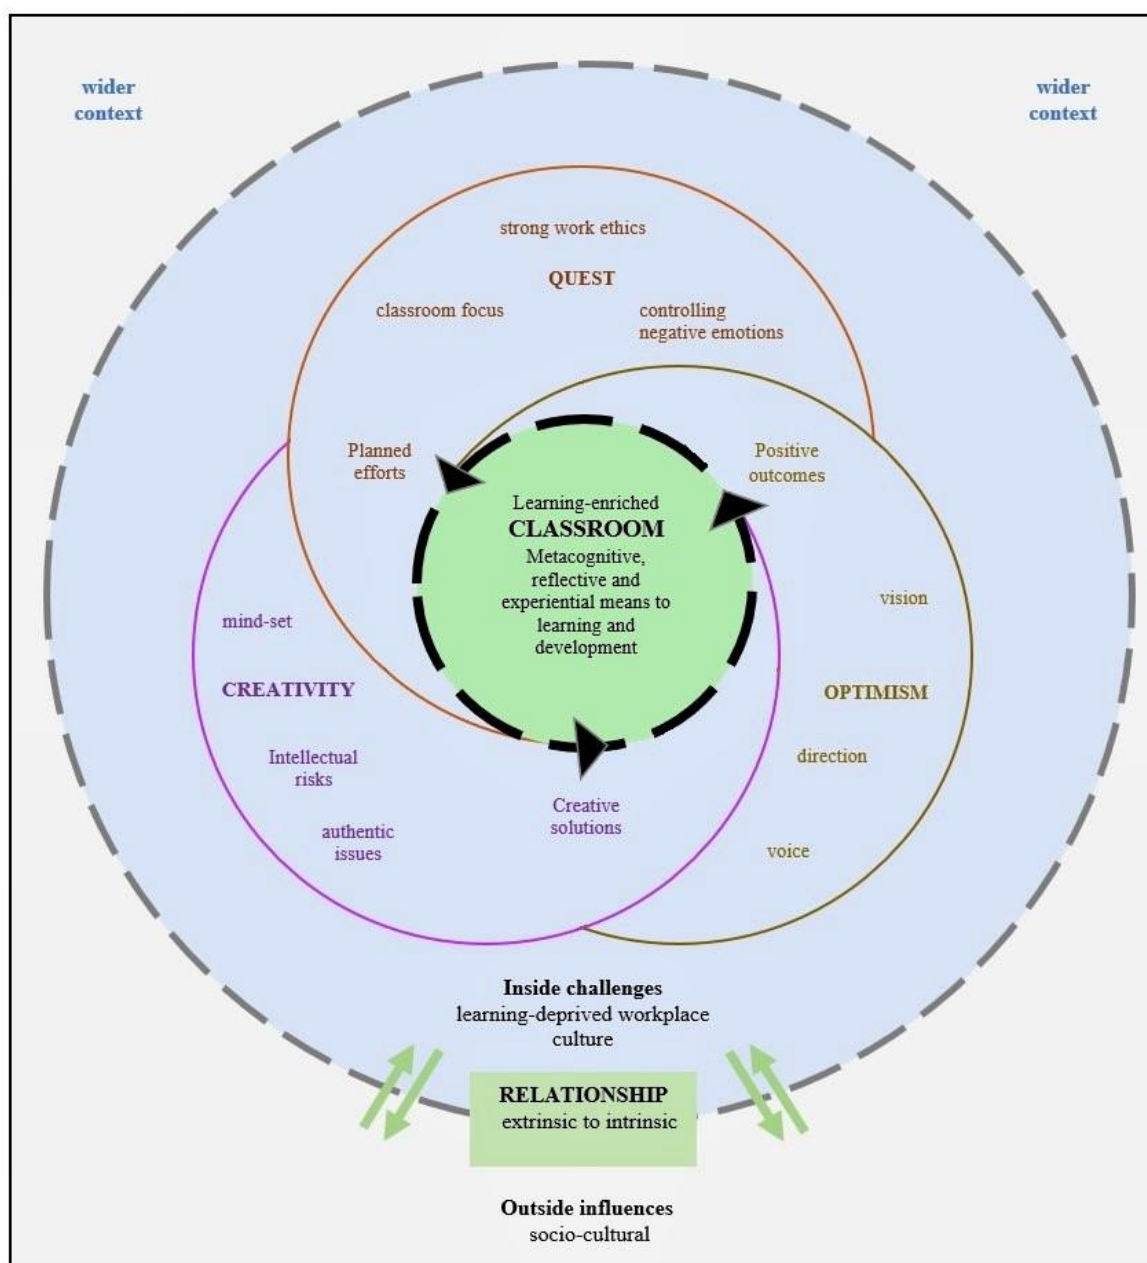 wider
context
wider
context
strong work ethics
QUEST
classroom focus
controlling
negative emotions
Planned
efforts
Positive
outcomes
Learning-enriched
CLASSROOM
Metacognitive,
reflective and
experiential means to
learning and
development
mind-set
CREATIVITY
Intellectual
risks
authentic
issues
Creative
solutions
vision
OPTIMISM
direction
voice
Inside challenges
learning-deprived workplace
culture
RELATIONSHIP
extrinsic to intrinsic
Outside influences
socio-cultural